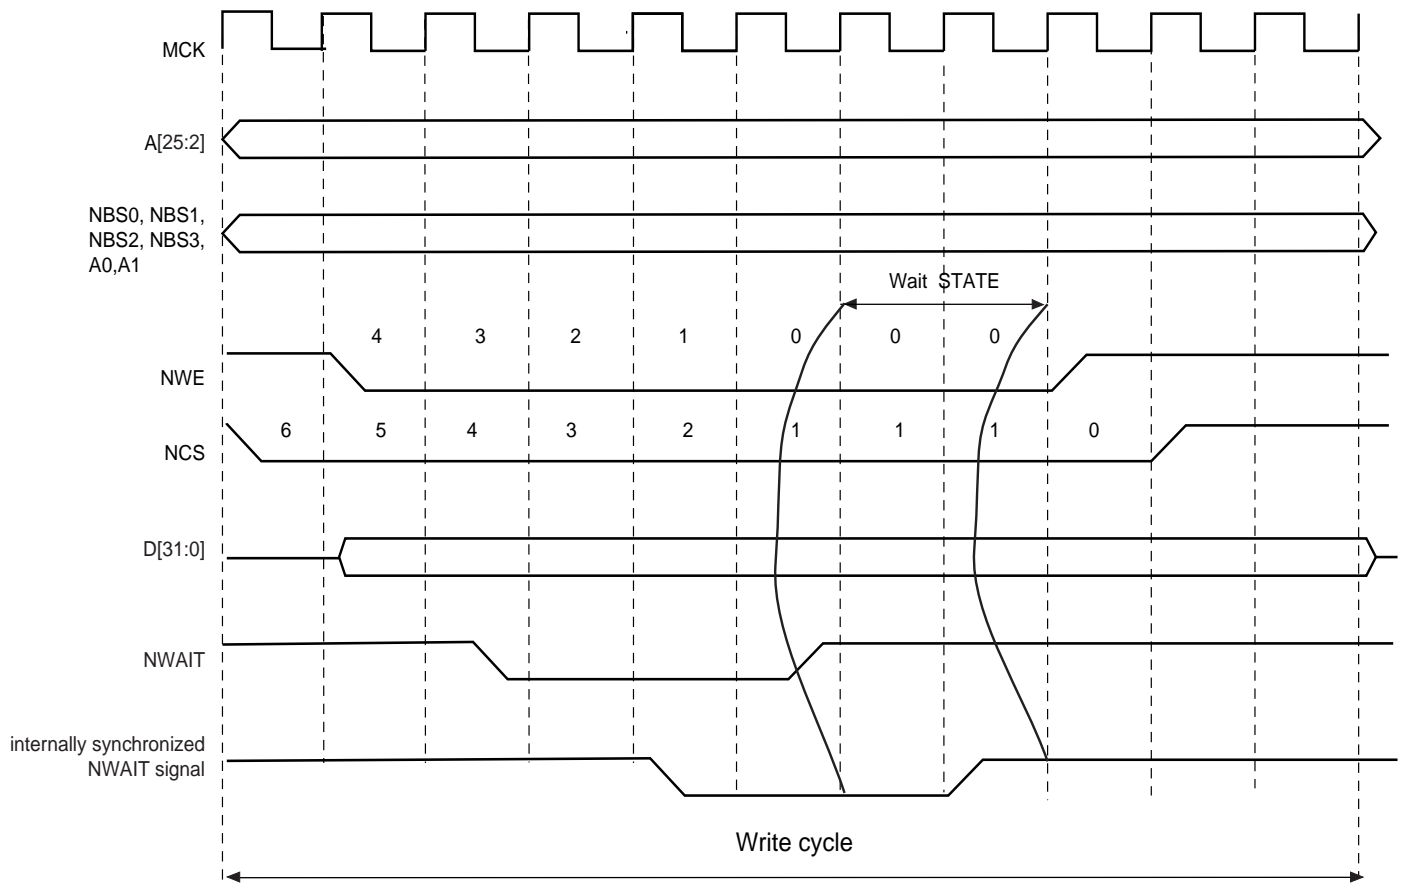 MCK
A[25:2]
NBS0, NBS1,
NBS2, NBS3,
A0,A1
Wait STATE
4 3 2 1 0 0 0
NWE
6 5 4 3 2 1 1 1 0
NCS
D[31:0]
NWAIT
internally synchronized
NWAIT signal
Write cycle